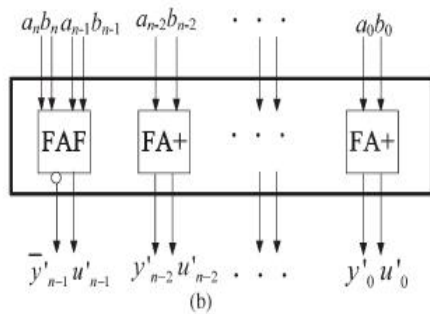 aₙbₙ aₙ₋₁bₙ₋₁ aₙ₋₂bₙ₋₂ · · · a₀b₀
FAF FA+ · · · FA+
y̅'ₙ₋₁ u'ₙ₋₁ y'ₙ₋₂ u'ₙ₋₂ · · · y'₀ u'₀
(b)